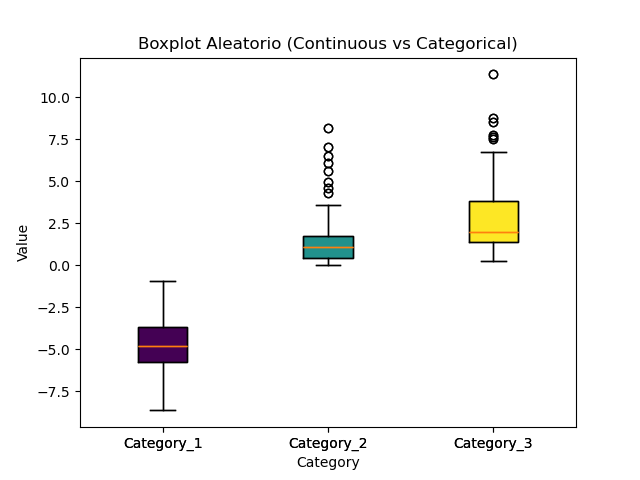 Boxplot Aleatorio (Continuous vs Categorical)
10.0
7.5
5.0
2.5
0.0
−2.5
−5.0
−7.5
Value
Category_1 Category_2 Category_3
Category